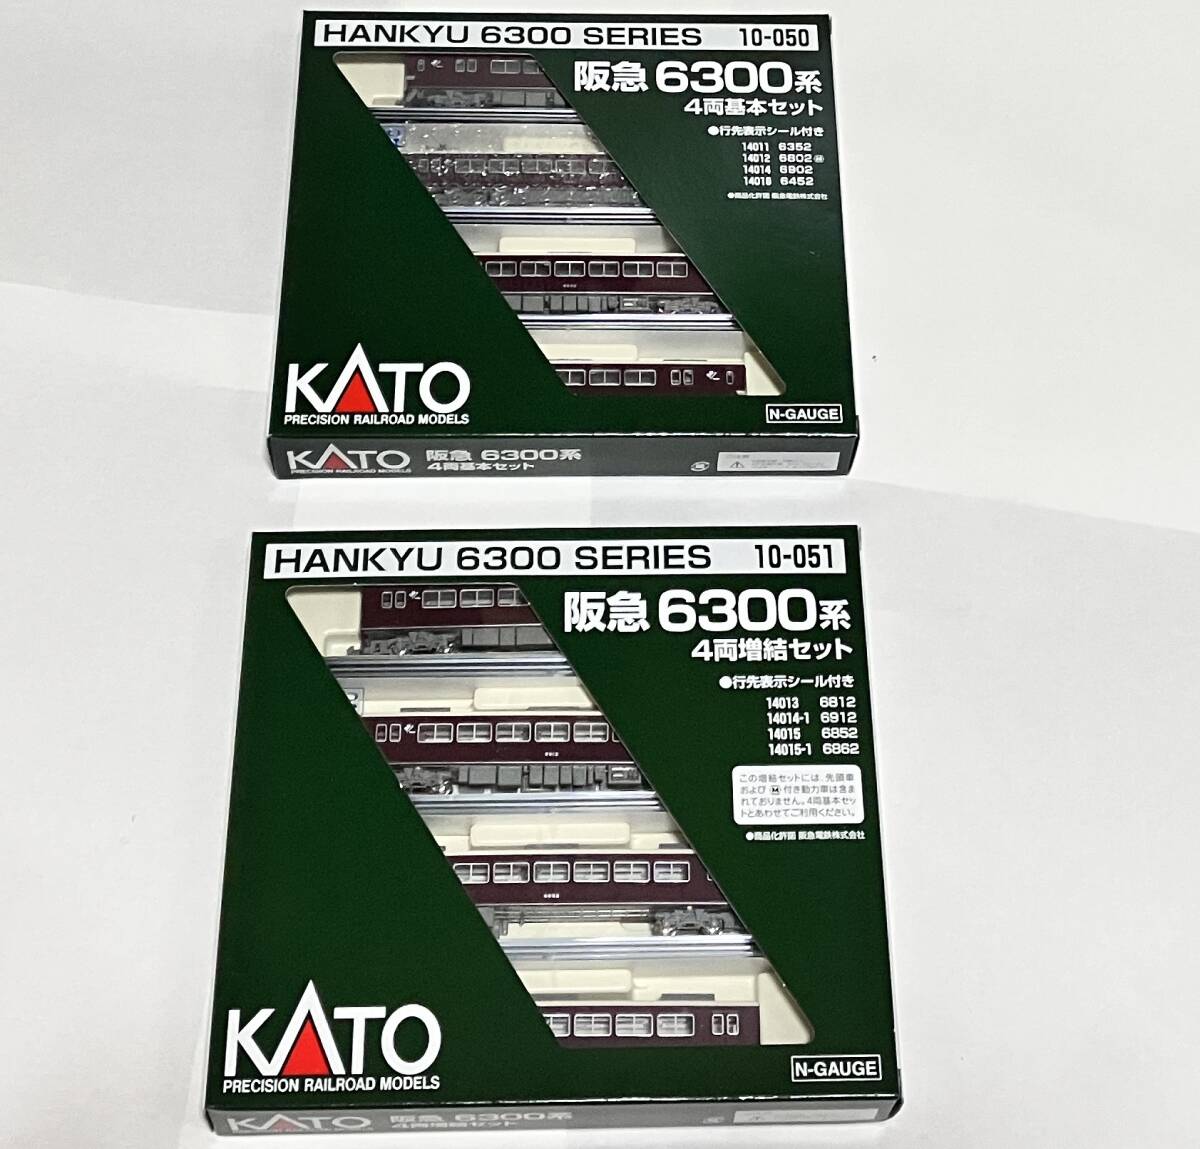 HANKYU 6300 SERIES 10-050
阪急 6300系
4両基本セット
●行先表示シール付き
14011 6352
14012 6802 M
14014 6902
14016 6452
●商品化許諾 阪急電鉄株式会社
KATO
PRECISION RAILROAD MODELS
N-GAUGE
KATO 阪急 6300系
PRECISION RAILROAD MODELS 4両基本セット
HANKYU 6300 SERIES 10-051
阪急 6300系
4両増結セット
●行先表示シール付き
14013 6812
14014-1 6912
14015 6852
14015-1 6862
この増結セットには、先頭車
および M 付き動力車は含ま
れておりません。4両基本セッ
トとあわせてご利用ください。
●商品化許諾 阪急電鉄株式会社
KATO
PRECISION RAILROAD MODELS
N-GAUGE
KATO 阪急 6300系
PRECISION RAILROAD MODELS 4両増結セット